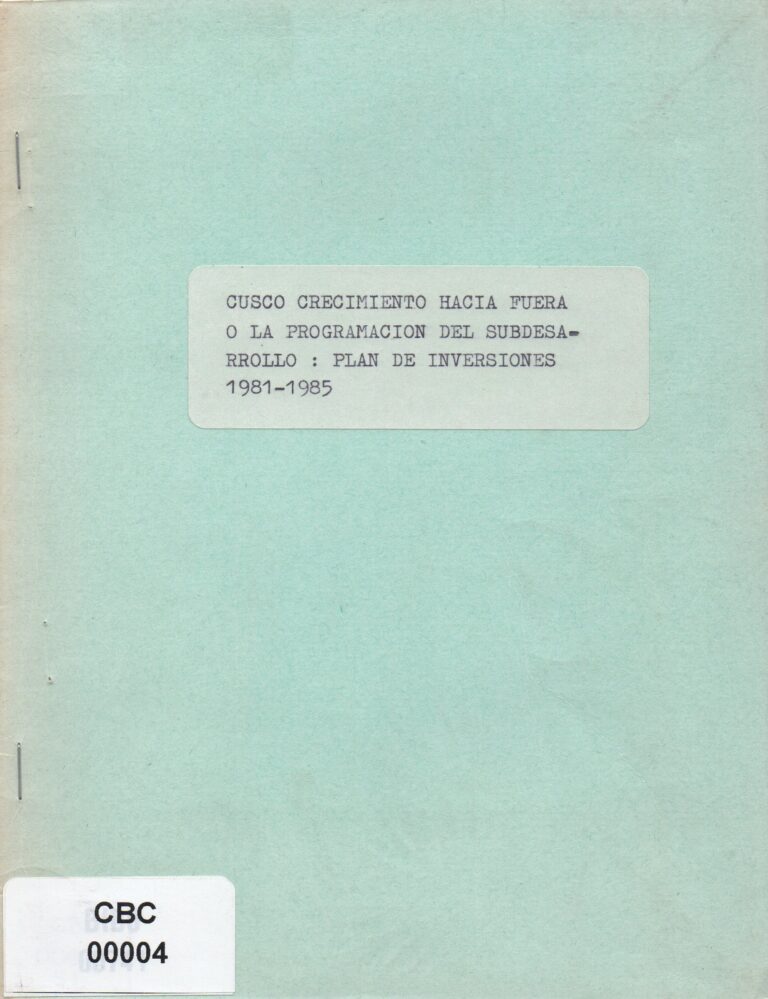 CUSCO CRECIMIENTO HACIA FUERA
O LA PROGRAMACION DEL SUBDESA-
RROLLO : PLAN DE INVERSIONES
1981-1985
CBC
00004